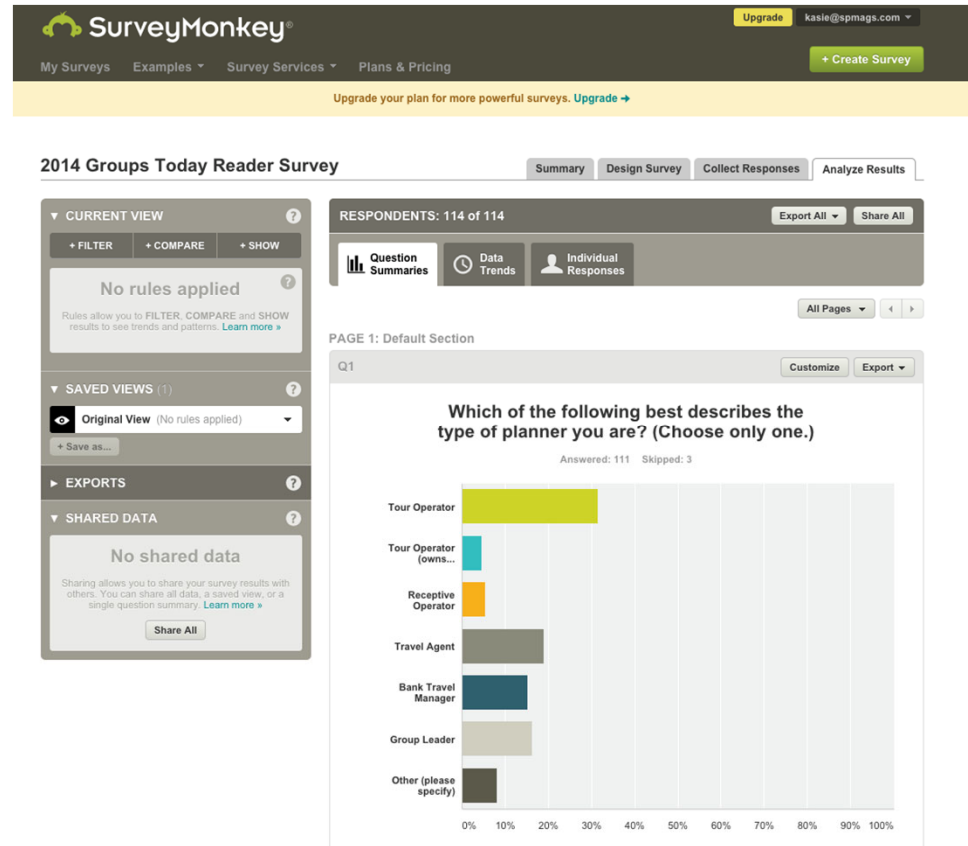 SurveyMonkey®
Upgrade
kasie@spmags.com
My Surveys Examples Survey Services Plans & Pricing
+ Create Survey
Upgrade your plan for more powerful surveys. Upgrade →
2014 Groups Today Reader Survey
Summary Design Survey Collect Responses Analyze Results
CURRENT VIEW ?
+ FILTER + COMPARE + SHOW
No rules applied ?
Rules allow you to FILTER, COMPARE and SHOW
results to see trends and patterns. Learn more »
SAVED VIEWS (1) ?
Original View (No rules applied)
+ Save as...
EXPORTS ?
SHARED DATA ?
No shared data
Sharing allows you to share your survey results with
others. You can share all data, a saved view, or a
single question summary. Learn more »
Share All
RESPONDENTS: 114 of 114
Export All Share All
Question
Summaries
Data
Trends
Individual
Responses
All Pages
PAGE 1: Default Section
Q1
Customize Export
Which of the following best describes the
type of planner you are? (Choose only one.)
Answered: 111 Skipped: 3
Tour Operator
Tour Operator
(owns...
Receptive
Operator
Travel Agent
Bank Travel
Manager
Group Leader
Other (please
specify)
0% 10% 20% 30% 40% 50% 60% 70% 80% 90% 100%